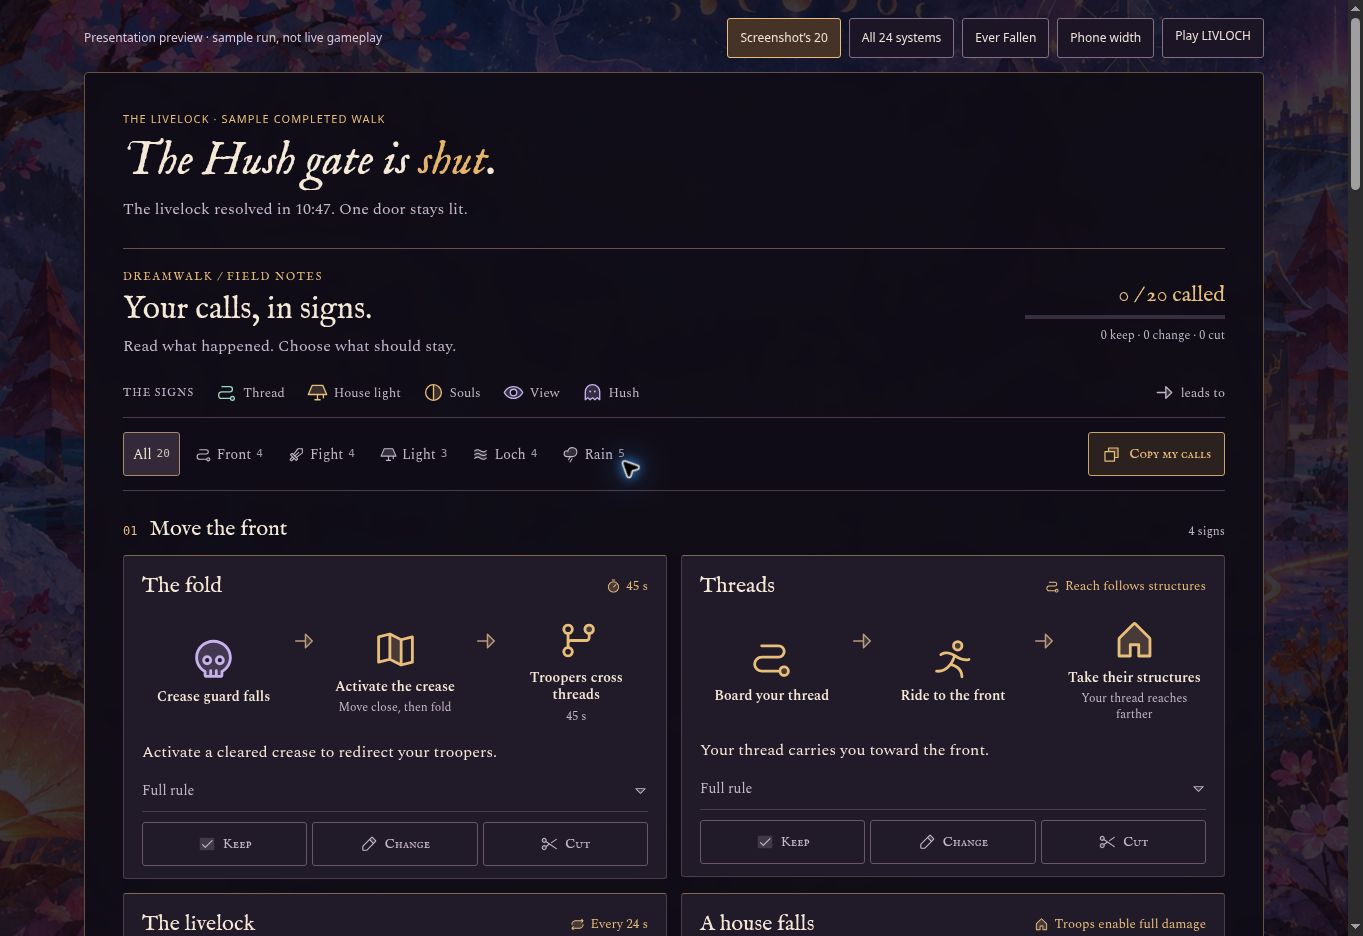 Presentation preview · sample run, not live gameplay
Screenshot's 20
All 24 systems
Ever Fallen
Phone width
Play LIVLOCH
THE LIVELOCK · SAMPLE COMPLETED WALK
The Hush gate is shut.
The livelock resolved in 10:47. One door stays lit.
DREAMWALK / FIELD NOTES
Your calls, in signs.
Read what happened. Choose what should stay.
0 / 20 called
0 keep · 0 change · 0 cut
THE SIGNS
Thread
House light
Souls
View
Hush
leads to
All 20
Front 4
Fight 4
Light 3
Loch 4
Rain 5
Copy my calls
01 Move the front
4 signs
The fold
45 s
Crease guard falls
Activate the crease
Move close, then fold
Troopers cross
threads
45 s
Activate a cleared crease to redirect your troopers.
Full rule
Keep
Change
Cut
Threads
Reach follows structures
Board your thread
Ride to the front
Take their structures
Your thread reaches
farther
Your thread carries you toward the front.
Full rule
Keep
Change
Cut
The livelock
Every 24 s
A house falls
Troops enable full damage